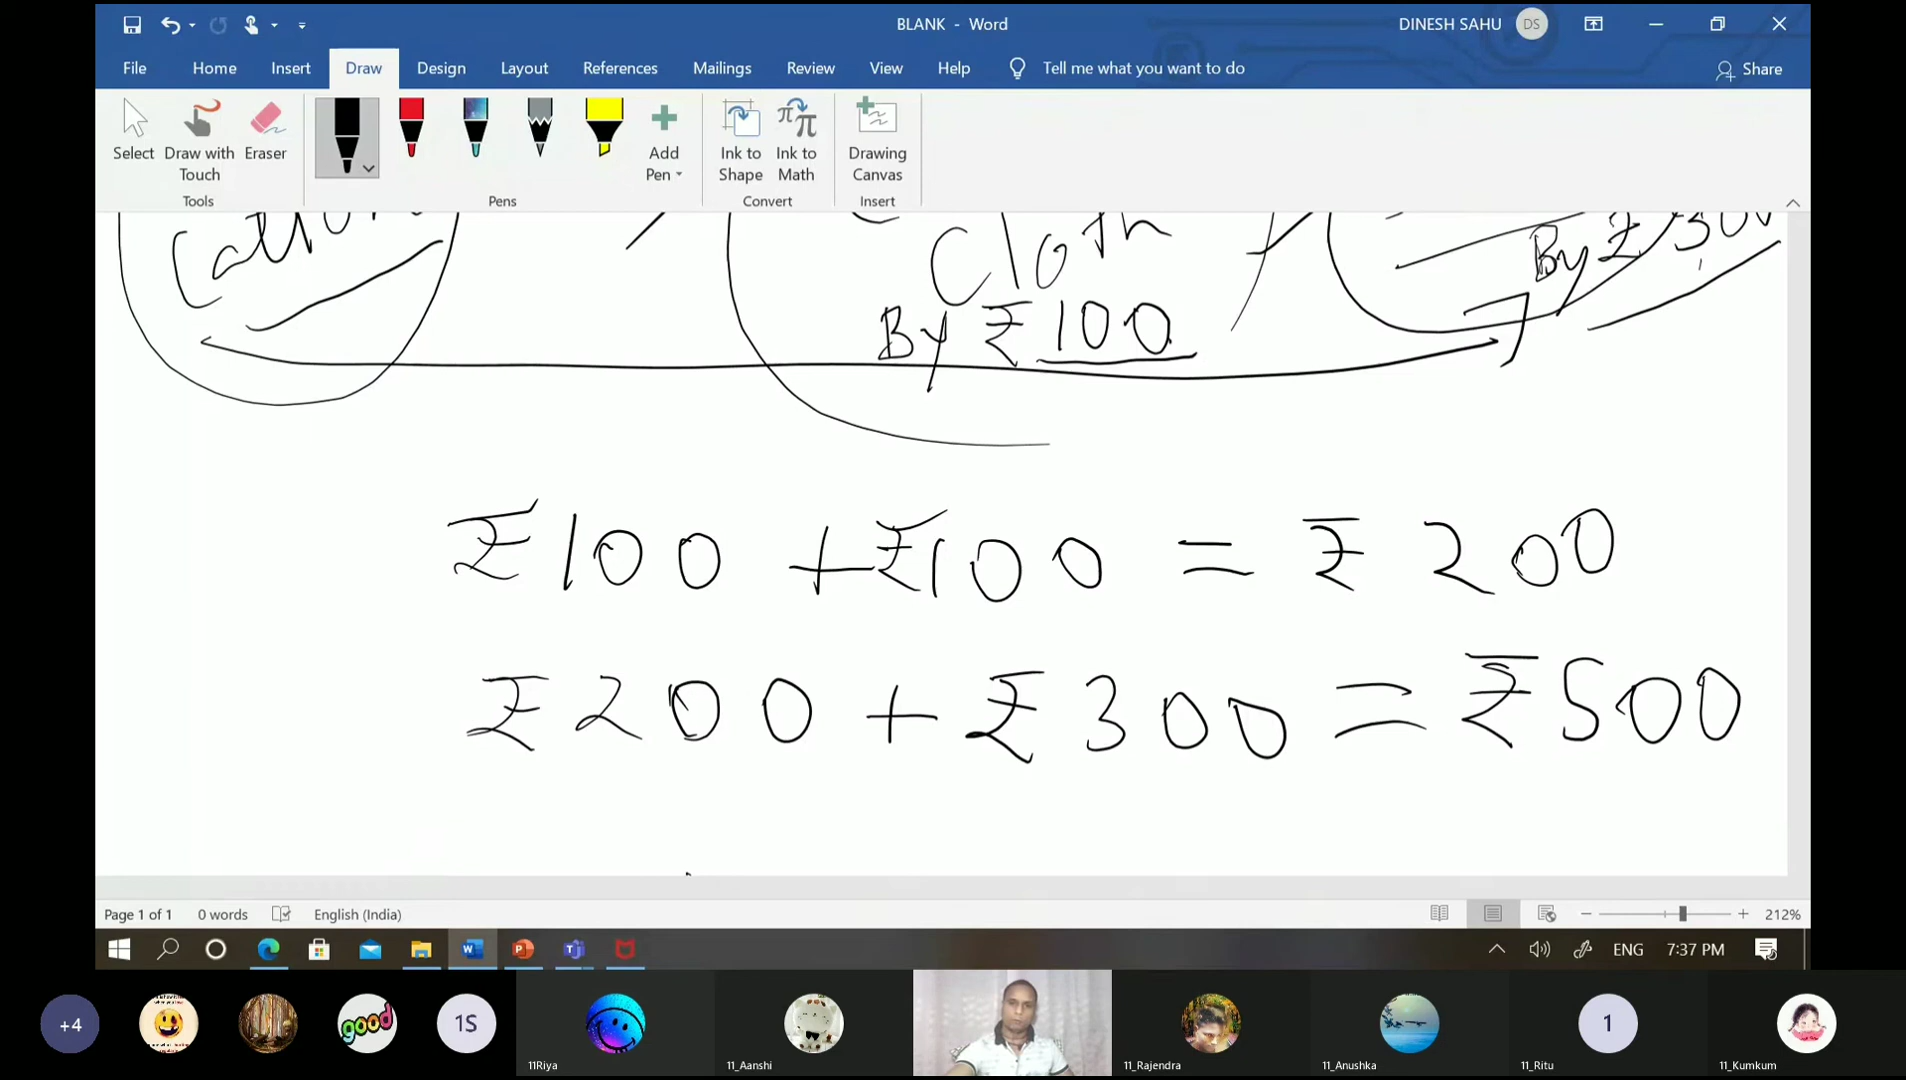 BLANK - Word
DINESH SAHU
DS
File Home Insert Draw Design Layout References Mailings Review View Help Tell me what you want to do
Share
Select Draw with Touch Eraser
Add Pen
Ink to Shape Ink to Math
Drawing Canvas
Tools Pens Convert Insert
Cloth
By ₹ 300
By ₹ 100
₹100 + ₹100 = ₹ 200
₹ 200 + ₹ 300 = ₹500
Page 1 of 1 0 words English (India) 212%
ENG 7:37 PM
+4
good
1S
1
11Riya 11_Aanshi 11_Rajendra 11_Anushka 11_Ritu 11_Kumkum